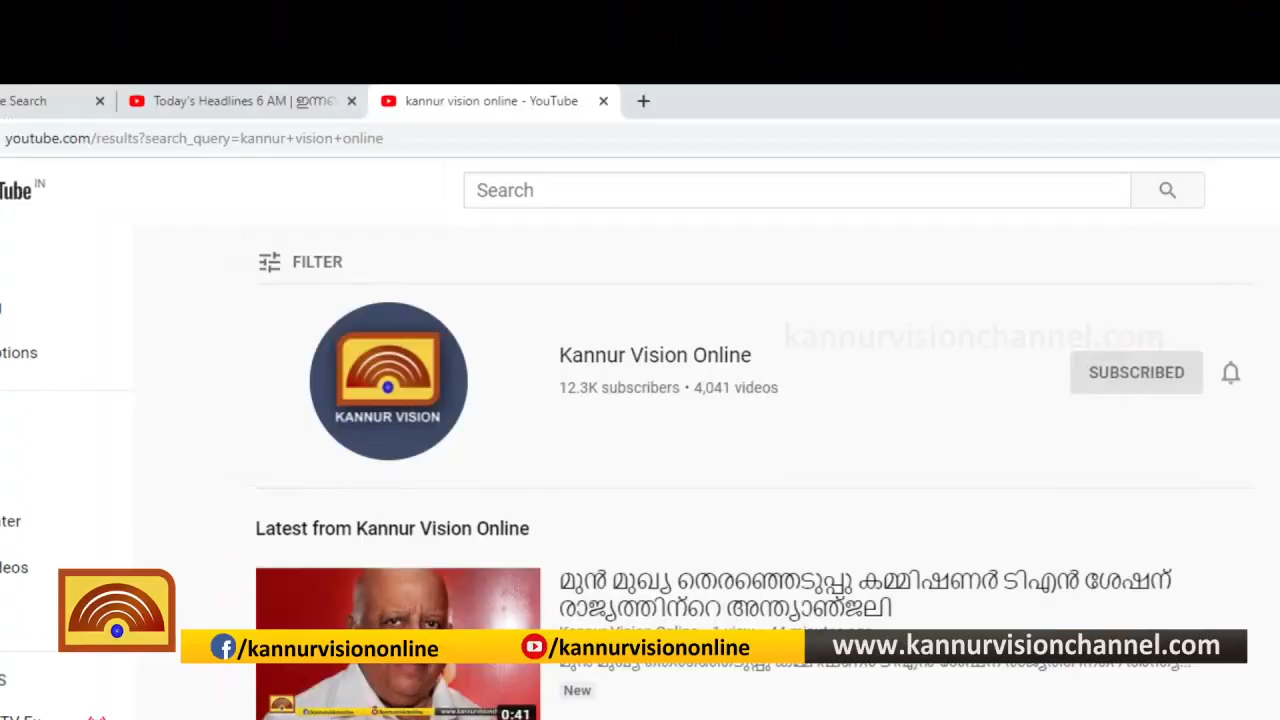 e Search
Today's Headlines 6 AM | ഇന്നത്
kannur vision online - YouTube
youtube.com/results?search_query=kannur+vision+online
Tube IN
Search
FILTER
kannurvisionchannel.com
KANNUR VISION
Kannur Vision Online
12.3K subscribers • 4,041 videos
SUBSCRIBED
ptions
Latest from Kannur Vision Online
ater
deos
മുൻ മുഖ്യ തെരഞ്ഞെടുപ്പു കമ്മിഷണർ ടിഎൻ ശേഷന്
രാജ്യത്തിന്റെ അന്ത്യാഞ്ജലി
/kannurvisiononline
/kannurvisiononline
www.kannurvisionchannel.com
New
0:41
S